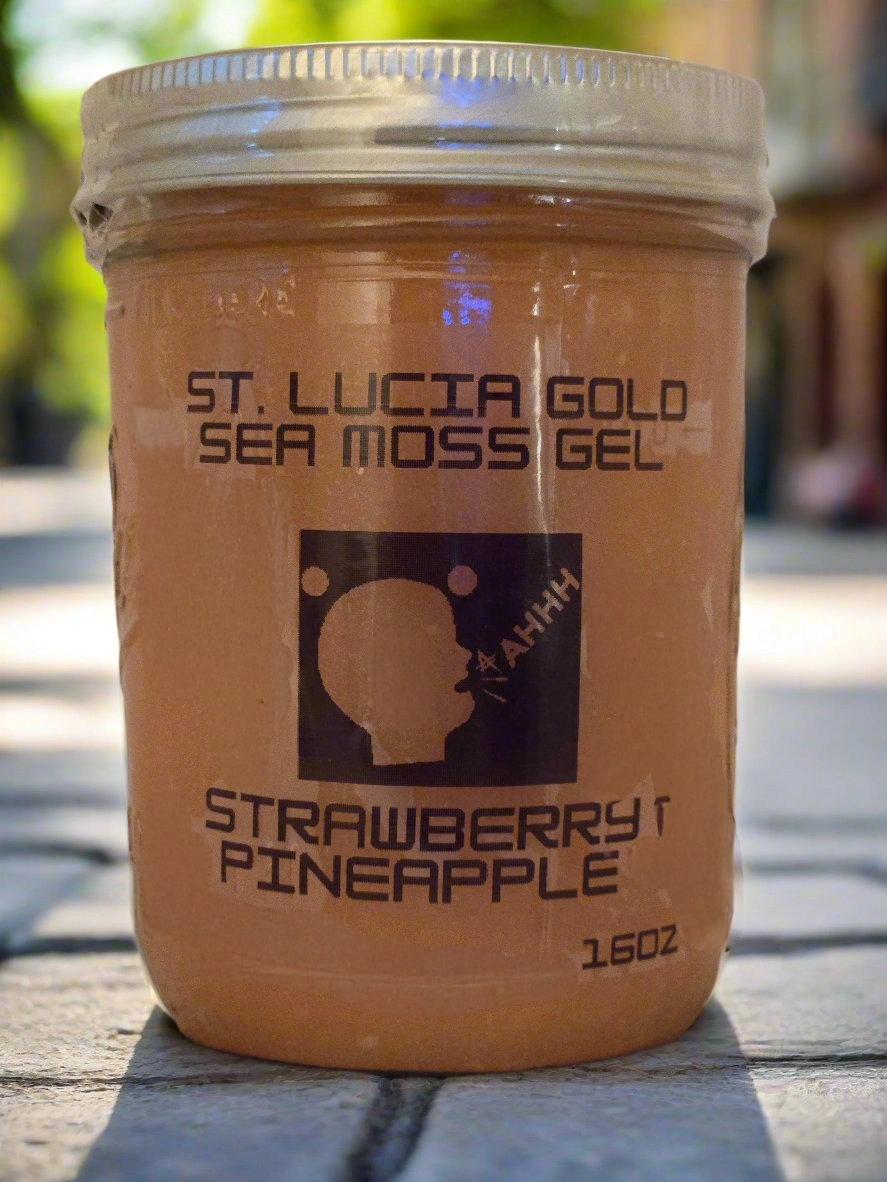 ST. LUCIA GOLD
SEA MOSS GEL
AHHH
STRAWBERRY
PINEAPPLE
16OZ